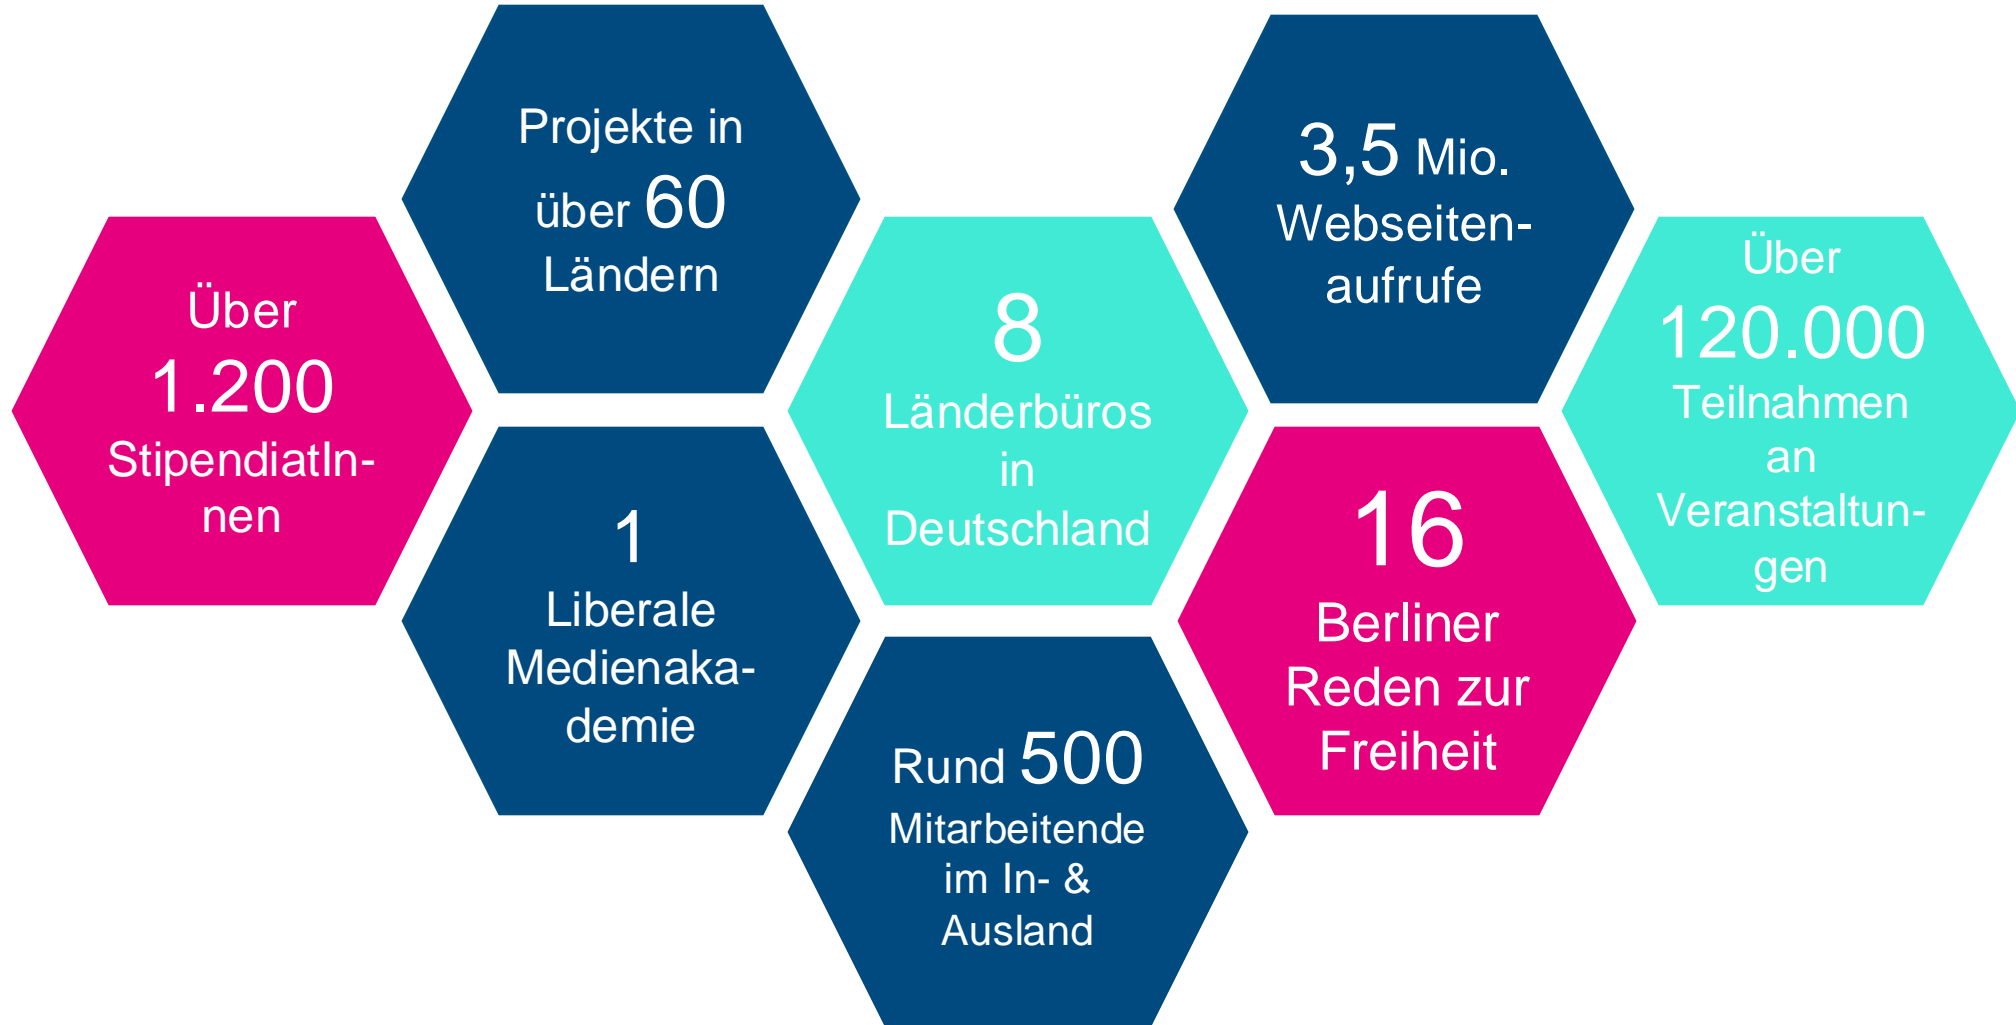 Über
1.200
StipendiatIn-
nen
Projekte in
über 60
Ländern
1
Liberale
Medienaka-
demie
8
Länderbüros
in
Deutschland
Rund 500
Mitarbeitende
im In- &
Ausland
3,5 Mio.
Webseiten-
aufrufe
16
Berliner
Reden zur
Freiheit
Über
120.000
Teilnahmen
an
Veranstaltun-
gen